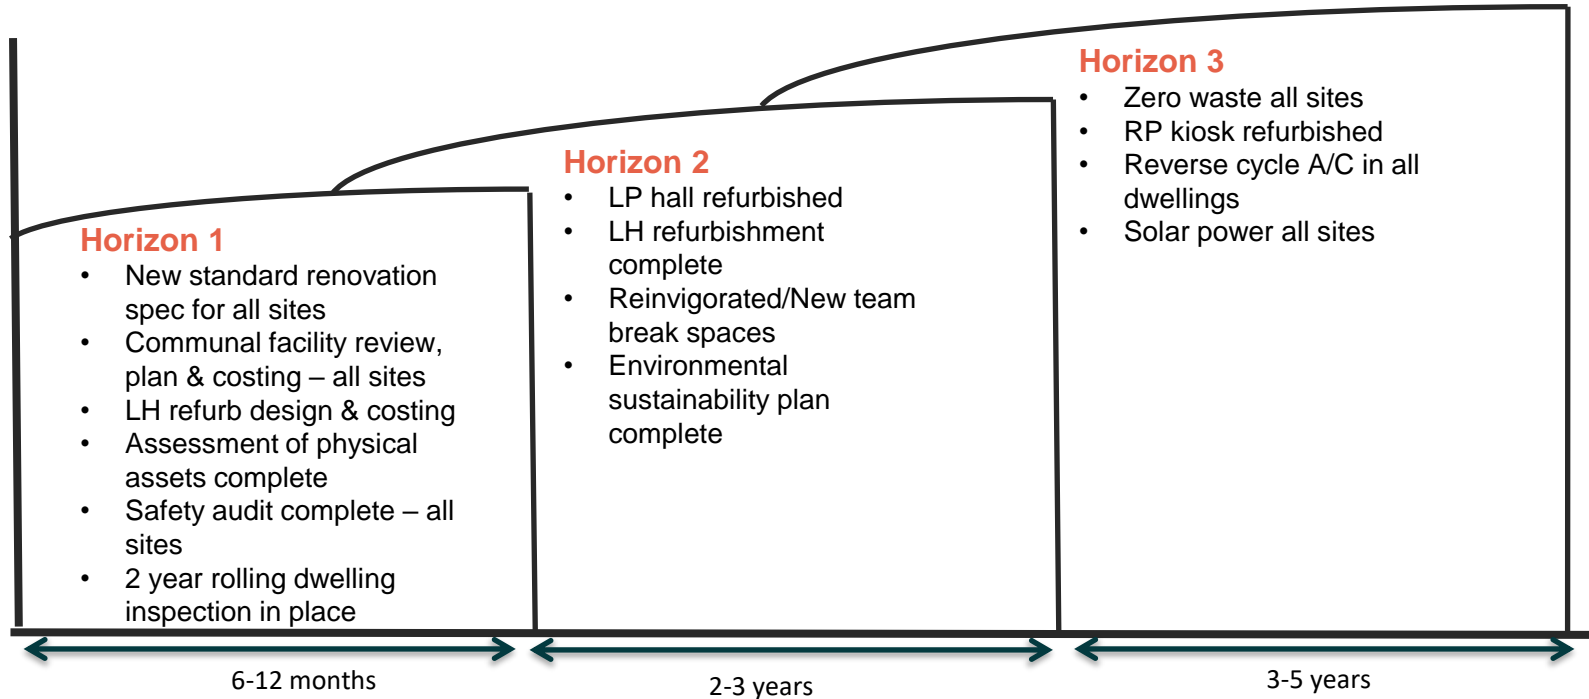 Horizon 1
• New standard renovation
spec for all sites
• Communal facility review,
plan & costing – all sites
• LH refurb design & costing
• Assessment of physical
assets complete
• Safety audit complete – all
sites
• 2 year rolling dwelling
inspection in place
Horizon 2
• LP hall refurbished
• LH refurbishment
complete
• Reinvigorated/New team
break spaces
• Environmental
sustainability plan
complete
Horizon 3
• Zero waste all sites
• RP kiosk refurbished
• Reverse cycle A/C in all
dwellings
• Solar power all sites
6-12 months
2-3 years
3-5 years